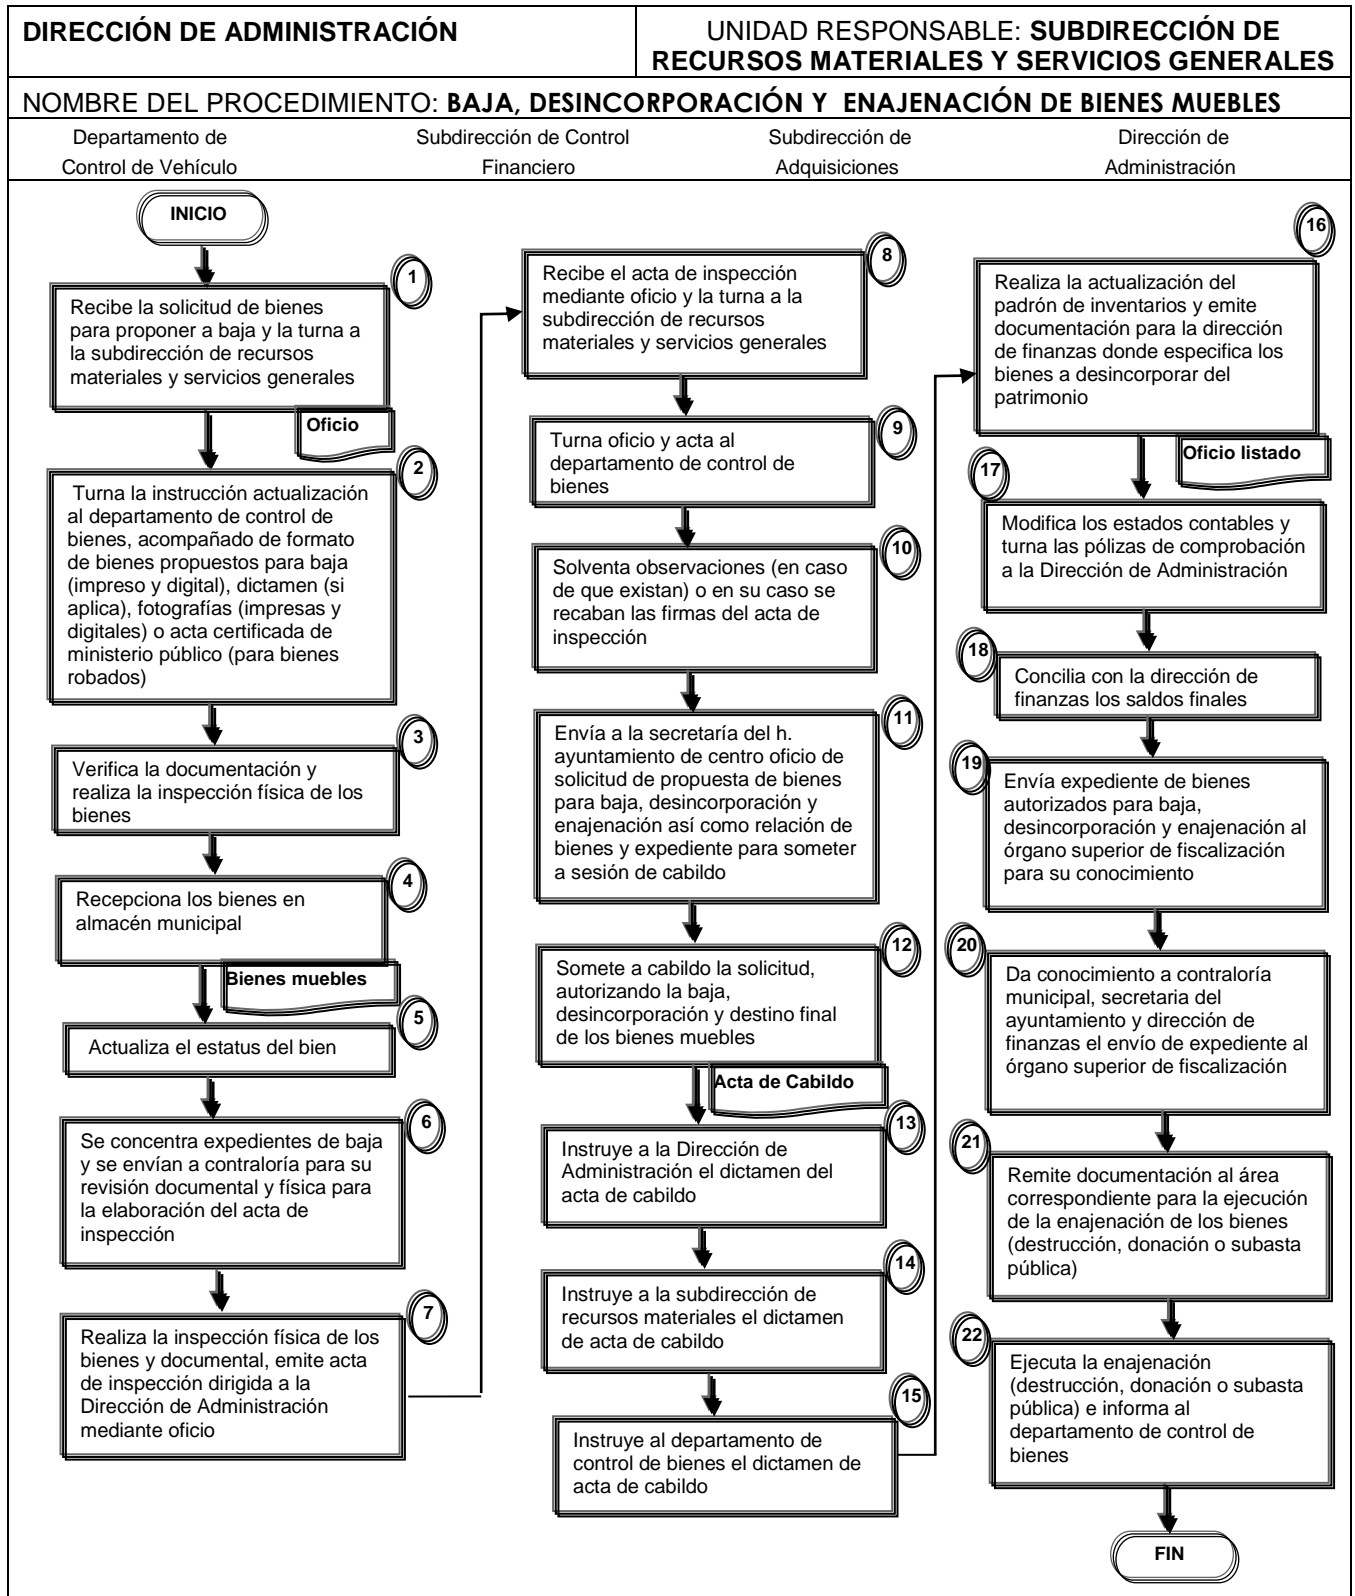 DIRECCIÓN DE ADMINISTRACIÓN
UNIDAD RESPONSABLE: SUBDIRECCIÓN DE
RECURSOS MATERIALES Y SERVICIOS GENERALES
NOMBRE DEL PROCEDIMIENTO: BAJA, DESINCORPORACIÓN Y ENAJENACIÓN DE BIENES MUEBLES
Departamento de
Control de Vehículo
Subdirección de Control
Financiero
Subdirección de
Adquisiciones
Dirección de
Administración
INICIO
1
Recibe la solicitud de bienes
para proponer a baja y la turna a
la subdirección de recursos
materiales y servicios generales
Oficio
2
Turna la instrucción actualización
al departamento de control de
bienes, acompañado de formato
de bienes propuestos para baja
(impreso y digital), dictamen (si
aplica), fotografías (impresas y
digitales) o acta certificada de
ministerio público (para bienes
robados)
3
Verifica la documentación y
realiza la inspección física de los
bienes
4
Recepciona los bienes en
almacén municipal
Bienes muebles
5
Actualiza el estatus del bien
6
Se concentra expedientes de baja
y se envían a contraloría para su
revisión documental y física para
la elaboración del acta de
inspección
7
Realiza la inspección física de los
bienes y documental, emite acta
de inspección dirigida a la
Dirección de Administración
mediante oficio
8
Recibe el acta de inspección
mediante oficio y la turna a la
subdirección de recursos
materiales y servicios generales
9
Turna oficio y acta al
departamento de control de
bienes
10
Solventa observaciones (en caso
de que existan) o en su caso se
recaban las firmas del acta de
inspección
11
Envía a la secretaría del h.
ayuntamiento de centro oficio de
solicitud de propuesta de bienes
para baja, desincorporación y
enajenación así como relación de
bienes y expediente para someter
a sesión de cabildo
12
Somete a cabildo la solicitud,
autorizando la baja,
desincorporación y destino final
de los bienes muebles
Acta de Cabildo
13
Instruye a la Dirección de
Administración el dictamen del
acta de cabildo
14
Instruye a la subdirección de
recursos materiales el dictamen
de acta de cabildo
15
Instruye al departamento de
control de bienes el dictamen de
acta de cabildo
16
Realiza la actualización del
padrón de inventarios y emite
documentación para la dirección
de finanzas donde especifica los
bienes a desincorporar del
patrimonio
Oficio listado
17
Modifica los estados contables y
turna las pólizas de comprobación
a la Dirección de Administración
18
Concilia con la dirección de
finanzas los saldos finales
19
Envía expediente de bienes
autorizados para baja,
desincorporación y enajenación al
órgano superior de fiscalización
para su conocimiento
20
Da conocimiento a contraloría
municipal, secretaria del
ayuntamiento y dirección de
finanzas el envío de expediente al
órgano superior de fiscalización
21
Remite documentación al área
correspondiente para la ejecución
de la enajenación de los bienes
(destrucción, donación o subasta
pública)
22
Ejecuta la enajenación
(destrucción, donación o subasta
pública) e informa al
departamento de control de
bienes
FIN